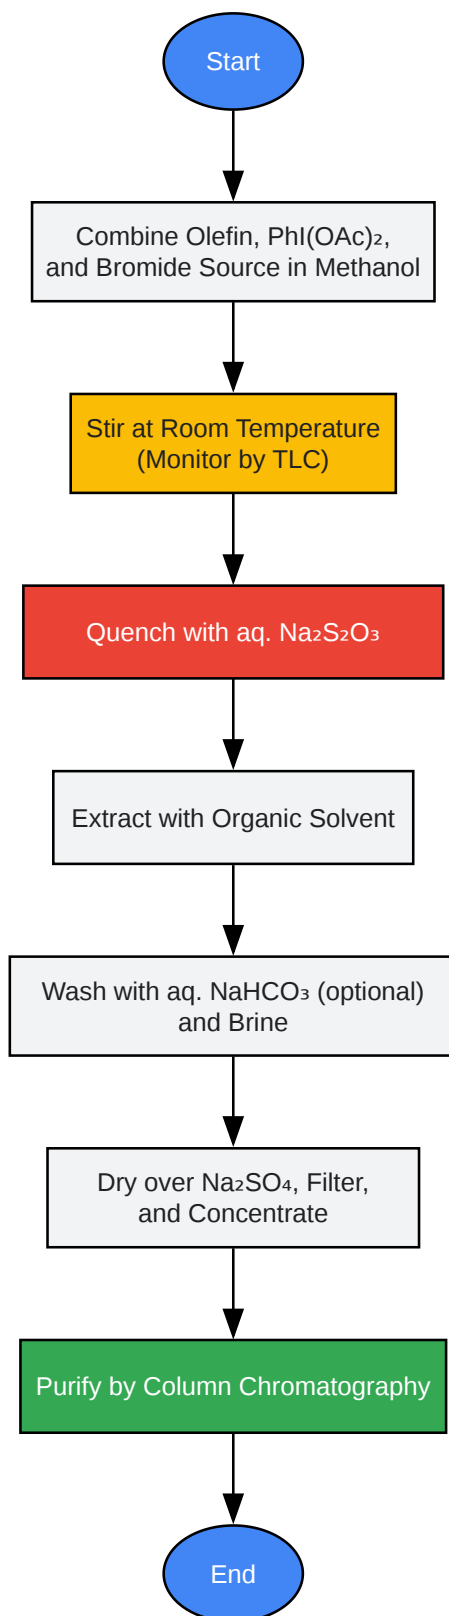 Start
Combine Olefin, PhI(OAc)₂,
and Bromide Source in Methanol
Stir at Room Temperature
(Monitor by TLC)
Quench with aq. Na₂S₂O₃
Extract with Organic Solvent
Wash with aq. NaHCO₃ (optional)
and Brine
Dry over Na₂SO₄, Filter,
and Concentrate
Purify by Column Chromatography
End